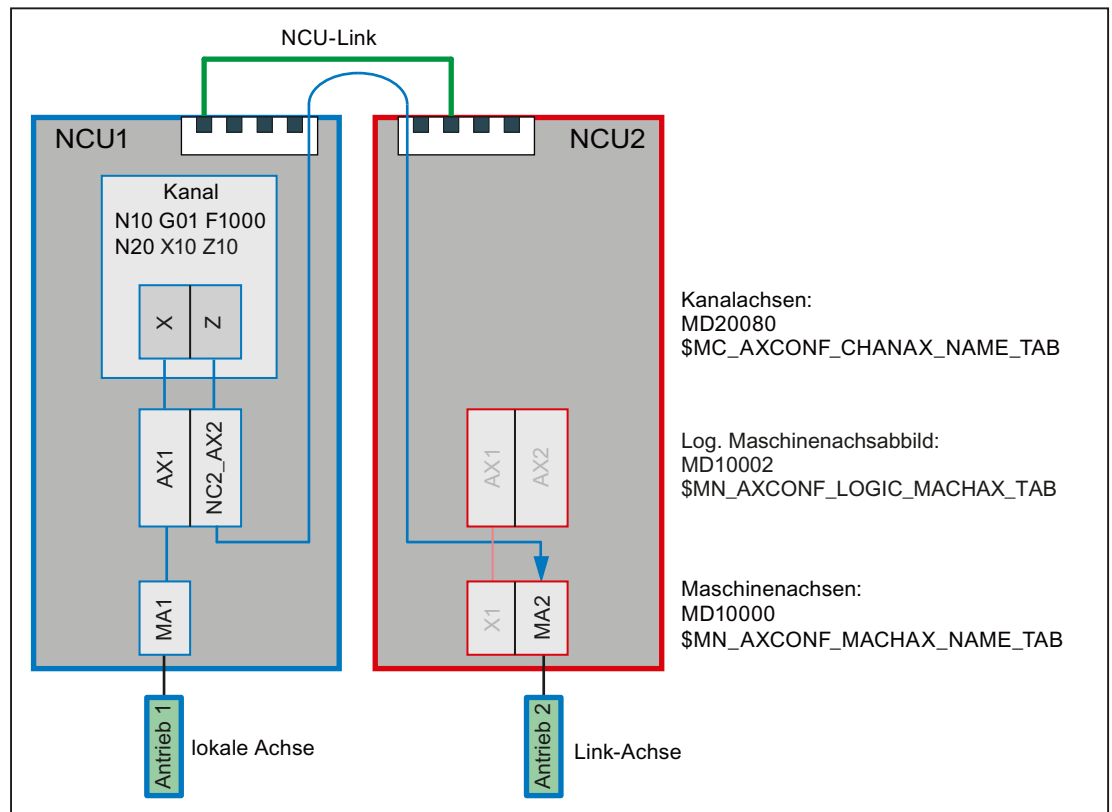 NCU-Link
NCU1
NCU2
Kanal
N10 G01 F1000
N20 X10 Z10
X
Z
AX1
NC2_AX2
MA1
Antrieb 1
lokale Achse
AX1
AX2
X1
MA2
Antrieb 2
Link-Achse
Kanalachsen:
MD20080
$MC_AXCONF_CHANAX_NAME_TAB
Log. Maschinenachsabbild:
MD10002
$MN_AXCONF_LOGIC_MACHAX_TAB
Maschinenachsen:
MD10000
$MN_AXCONF_MACHAX_NAME_TAB